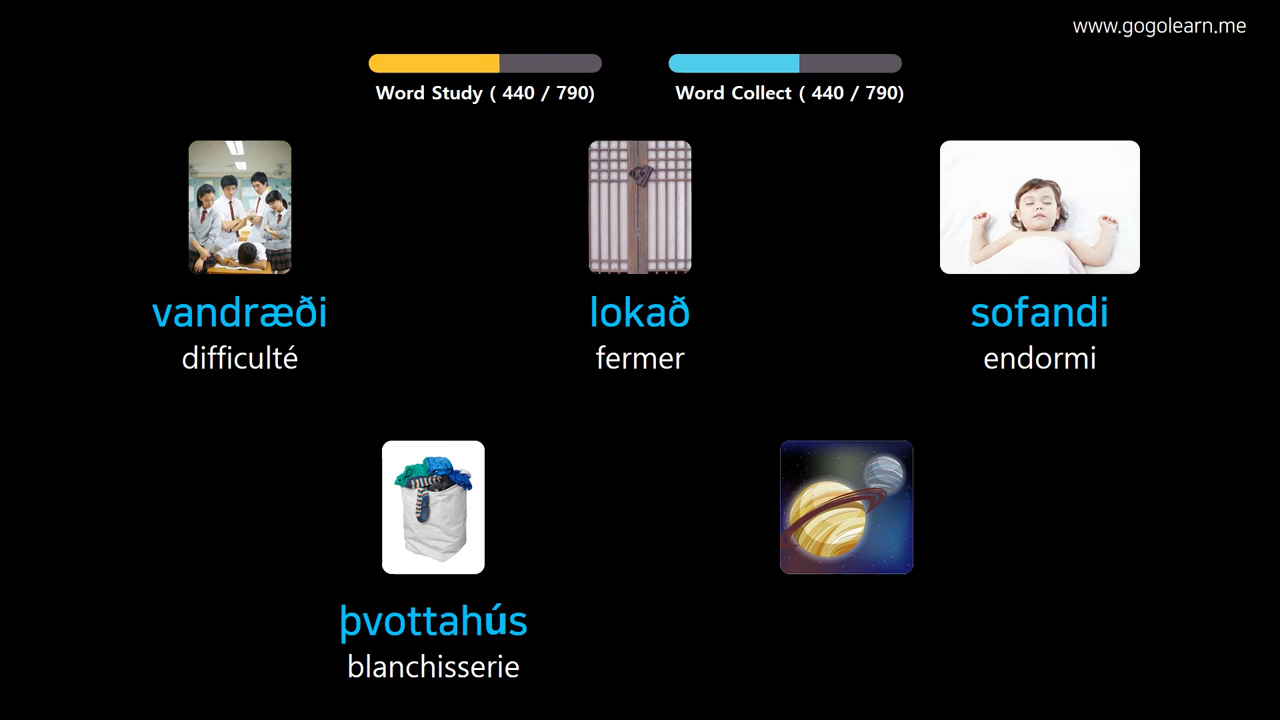 www.gogolearn.me
Word Study ( 440 / 790)
Word Collect ( 440 / 790)
vandræði
difficulté
lokað
fermer
sofandi
endormi
þvottahús
blanchisserie